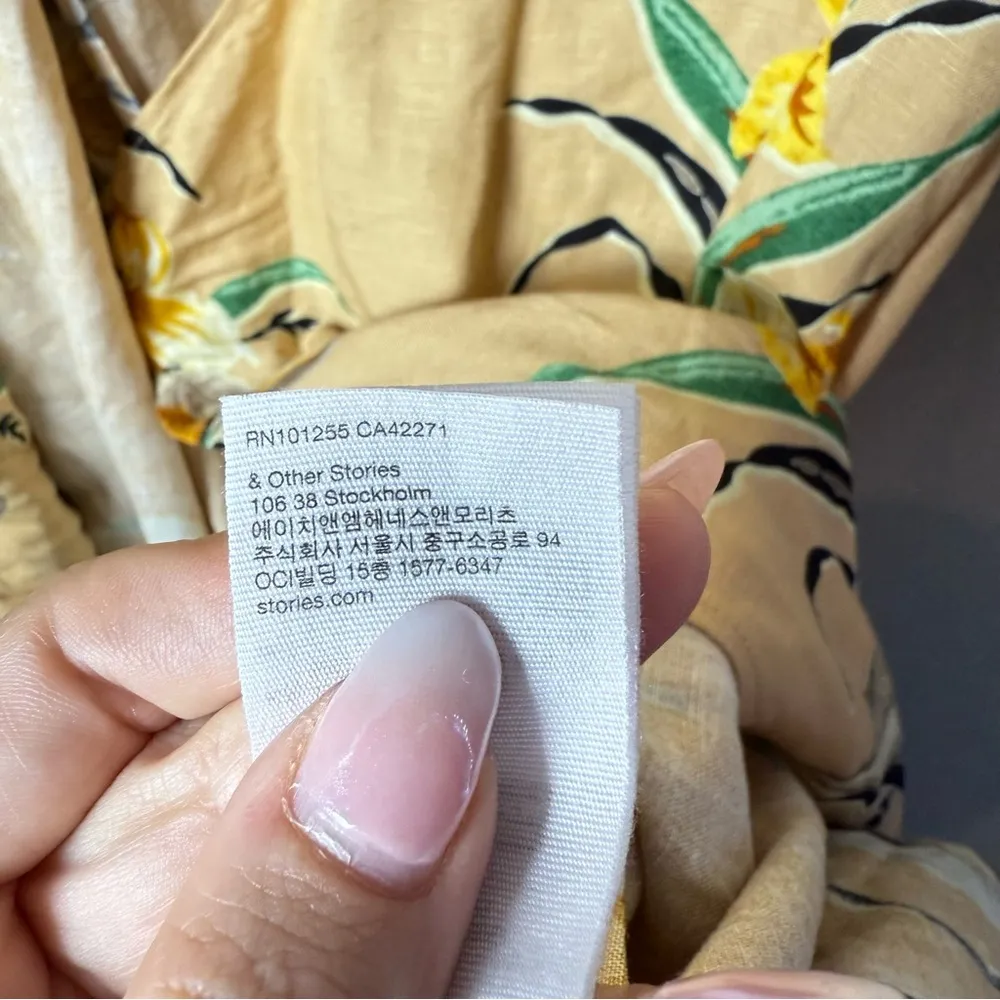 RN101255 CA42271
& Other Stories
106 38 Stockholm
에이치앤엠헤네스앤모리츠
주식회사 서울시 중구소공로 94
OCI빌딩 15층 1577-6347
stories.com